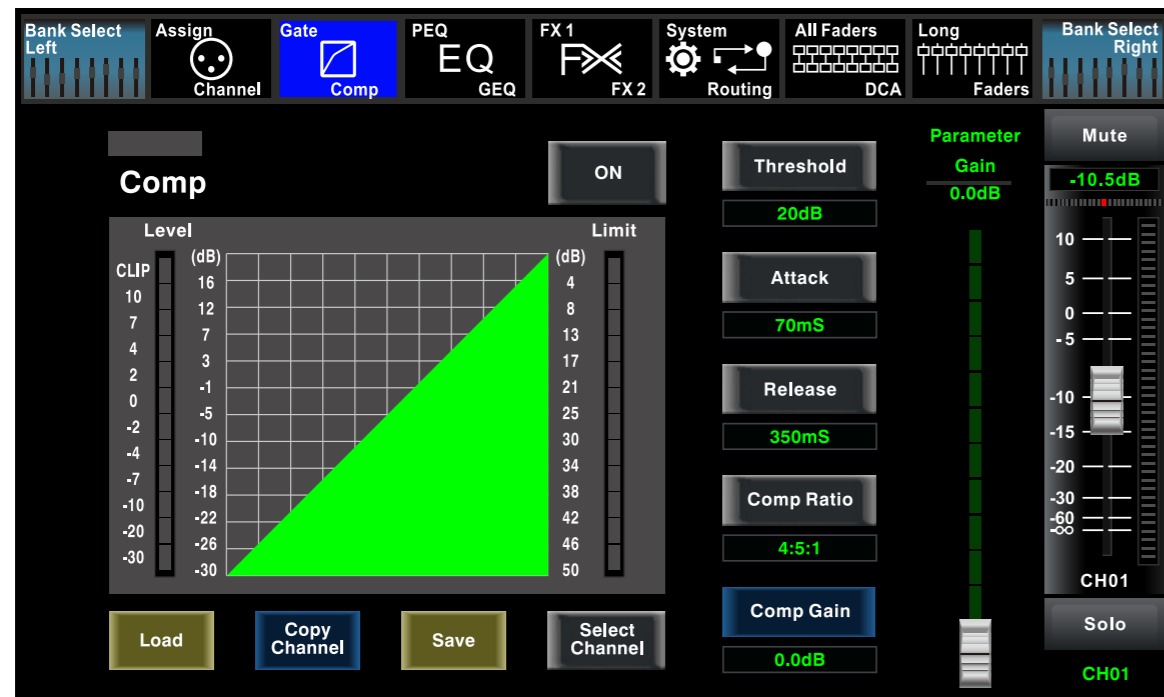 Bank Select
Left
Assign
Channel
Gate
Comp
PEQ
EQ
GEQ
FX 1
FX
FX 2
System
Routing
All Faders
DCA
Long
Faders
Bank Select
Right
Comp
ON
Level
Limit
(dB)
(dB)
CLIP
10
7
4
2
0
-2
-4
-7
-10
-20
-30
16
12
7
3
-1
-5
-10
-14
-18
-22
-26
-30
4
8
13
17
21
25
30
34
38
42
46
50
Load
Copy
Channel
Save
Select
Channel
Threshold
20dB
Attack
70mS
Release
350mS
Comp Ratio
4:5:1
Comp Gain
0.0dB
Parameter
Gain
0.0dB
Mute
-10.5dB
10
5
0
-5
-10
-15
-20
-30
-60
-∞
CH01
Solo
CH01